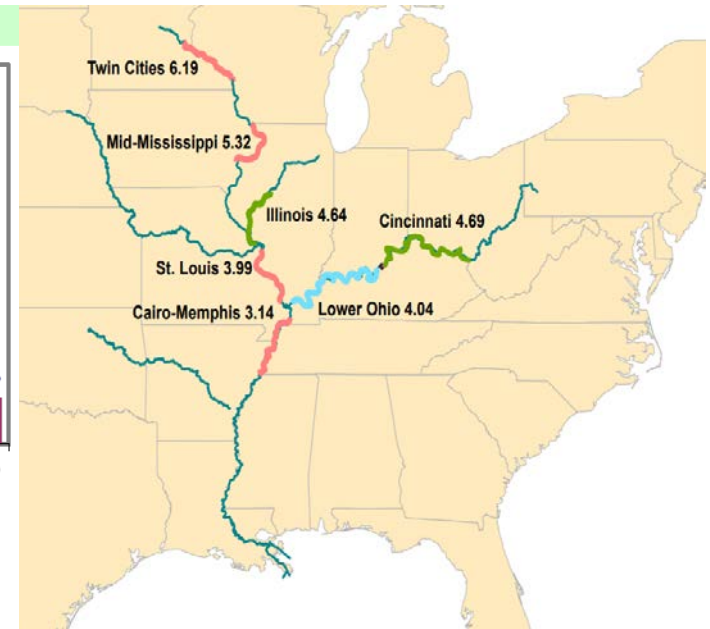 Twin Cities 6.19
Mid-Mississippi 5.32
Illinois 4.64
Cincinnati 4.69
St. Louis 3.99
Cairo-Memphis 3.14
Lower Ohio 4.04